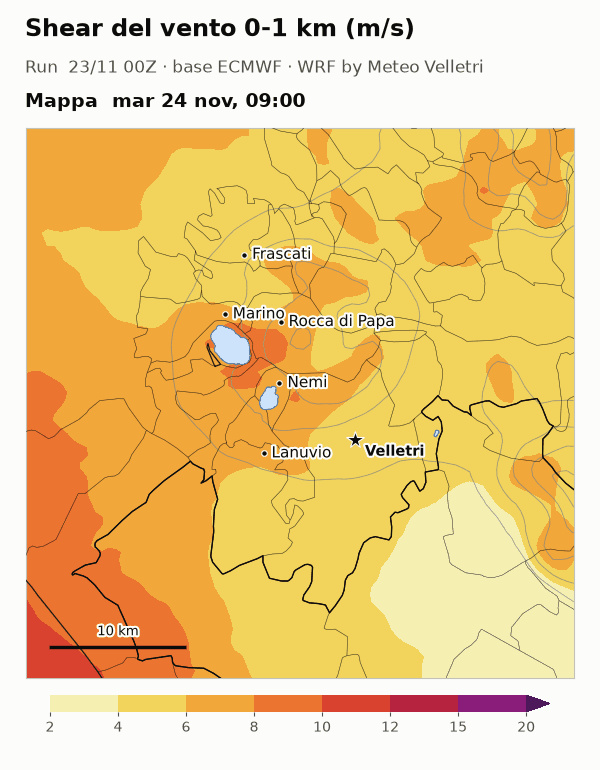 Shear del vento 0-1 km (m/s)
Run  23/11 00Z · base ECMWF · WRF by Meteo Velletri
Mappa  mar 24 nov, 09:00
Frascati
Marino
Rocca di Papa
Nemi
Lanuvio
Velletri
10 km
2 4 6 8 10 12 15 20